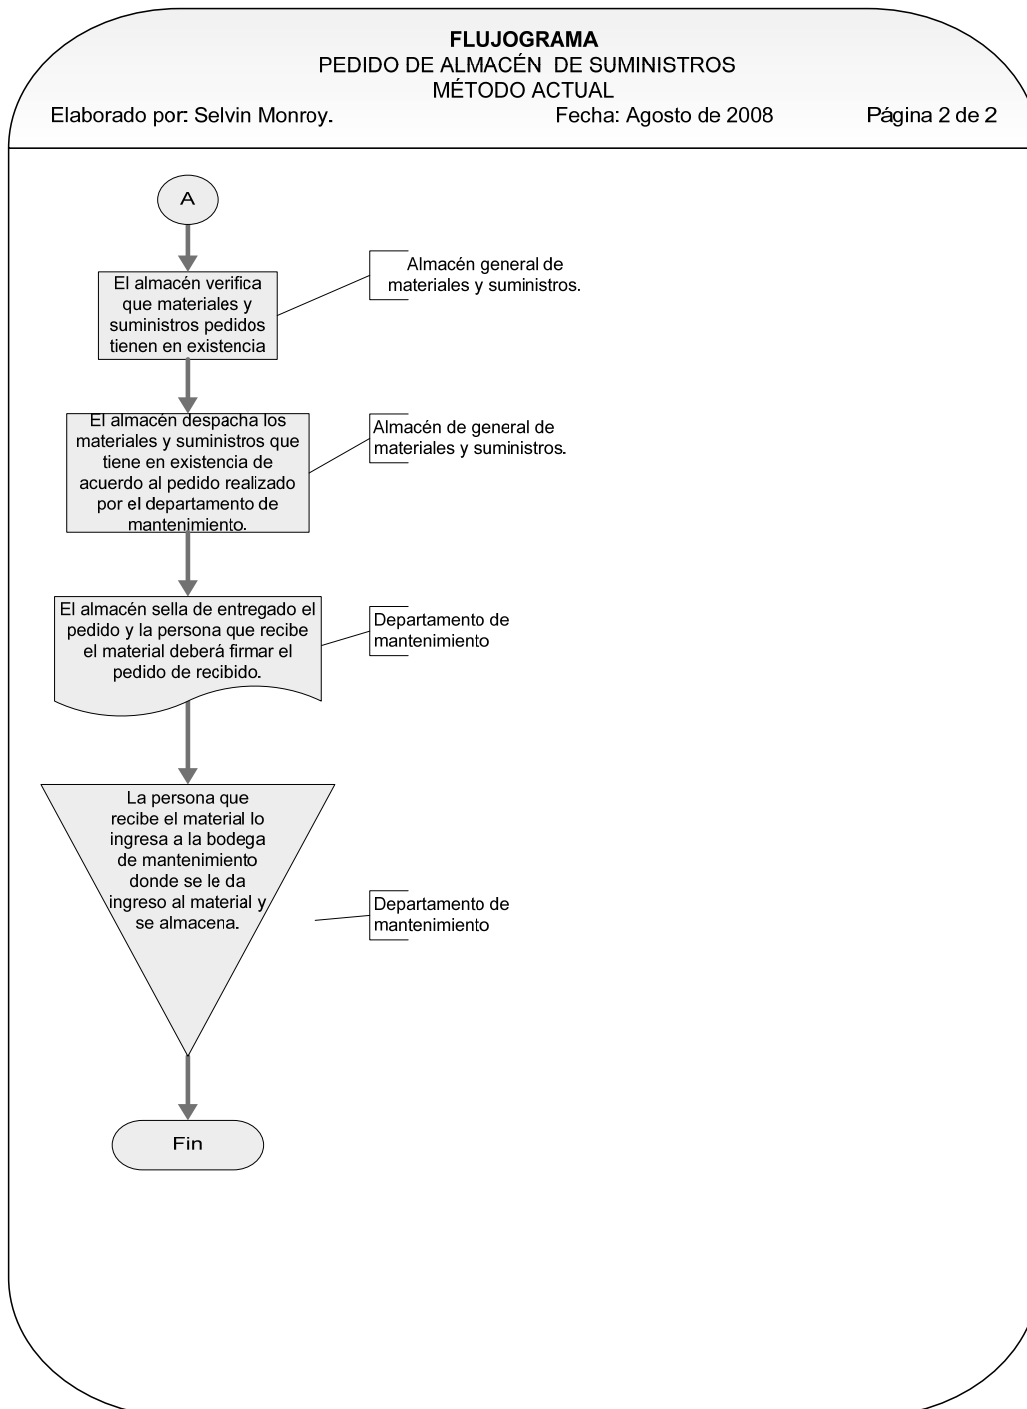 FLUJOGRAMA
PEDIDO DE ALMACÉN DE SUMINISTROS
MÉTODO ACTUAL
Elaborado por: Selvin Monroy. Fecha: Agosto de 2008 Página 2 de 2
A
El almacén verifica
que materiales y
suministros pedidos
tienen en existencia
Almacén general de
materiales y suministros.
El almacén despacha los
materiales y suministros que
tiene en existencia de
acuerdo al pedido realizado
por el departamento de
mantenimiento.
Almacén de general de
materiales y suministros.
El almacén sella de entregado el
pedido y la persona que recibe
el material deberá firmar el
pedido de recibido.
Departamento de
mantenimiento
La persona que
recibe el material lo
ingresa a la bodega
de mantenimiento
donde se le da
ingreso al material y
se almacena.
Departamento de
mantenimiento
Fin